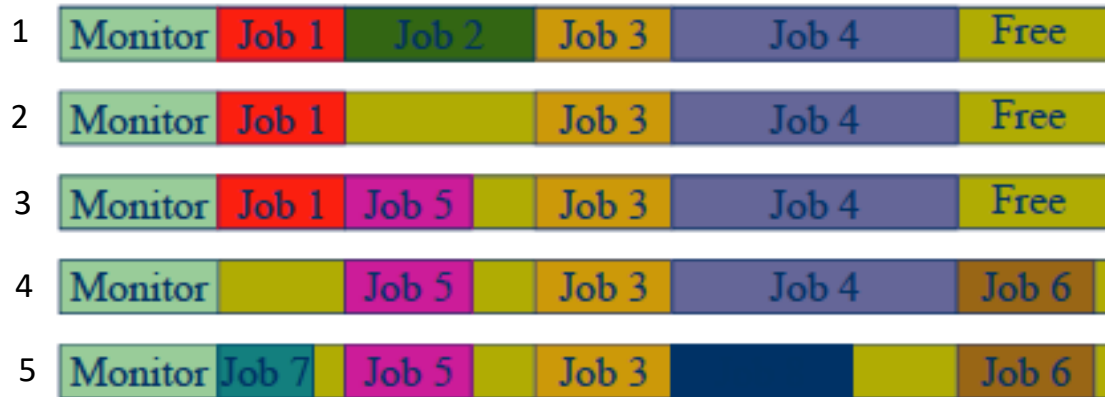 1 Monitor Job 1 Job 2 Job 3 Job 4 Free
2 Monitor Job 1 Job 3 Job 4 Free
3 Monitor Job 1 Job 5 Job 3 Job 4 Free
4 Monitor Job 5 Job 3 Job 4 Job 6
5 Monitor Job 7 Job 5 Job 3 Job 6